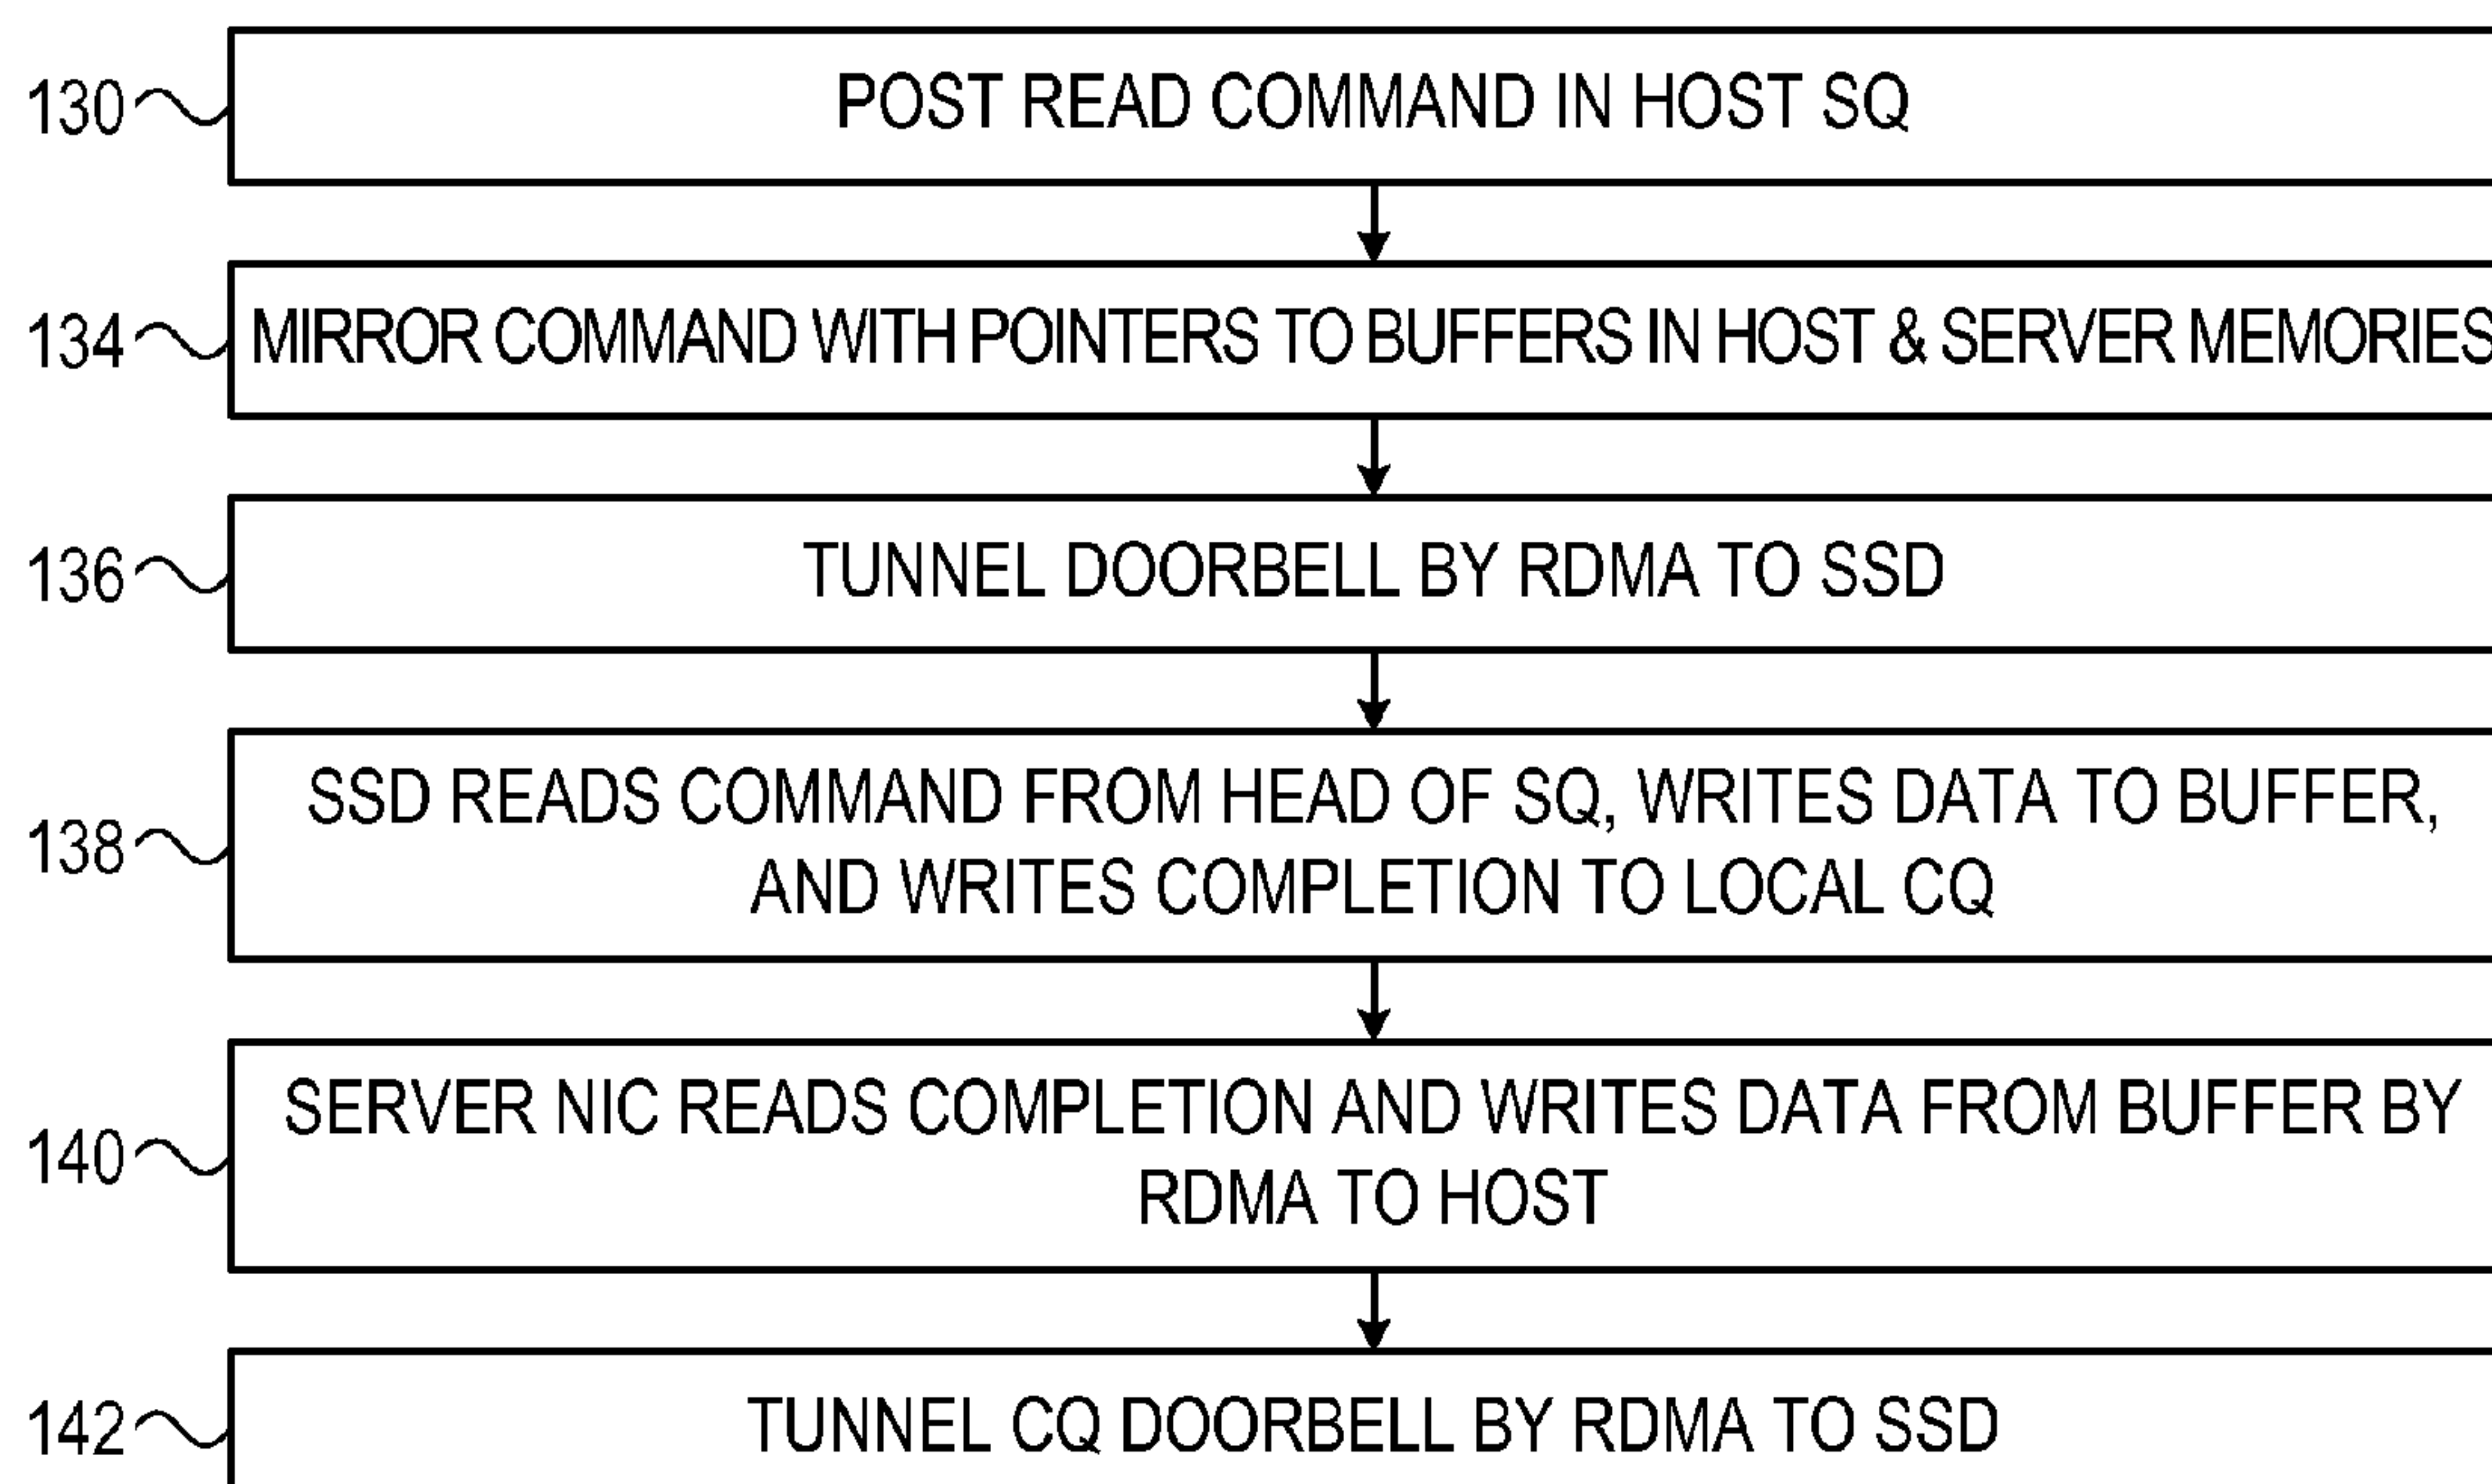 130 POST READ COMMAND IN HOST SQ
134 MIRROR COMMAND WITH POINTERS TO BUFFERS IN HOST & SERVER MEMORIES
136 TUNNEL DOORBELL BY RDMA TO SSD
138 SSD READS COMMAND FROM HEAD OF SQ, WRITES DATA TO BUFFER,
AND WRITES COMPLETION TO LOCAL CQ
140 SERVER NIC READS COMPLETION AND WRITES DATA FROM BUFFER BY
RDMA TO HOST
142 TUNNEL CQ DOORBELL BY RDMA TO SSD